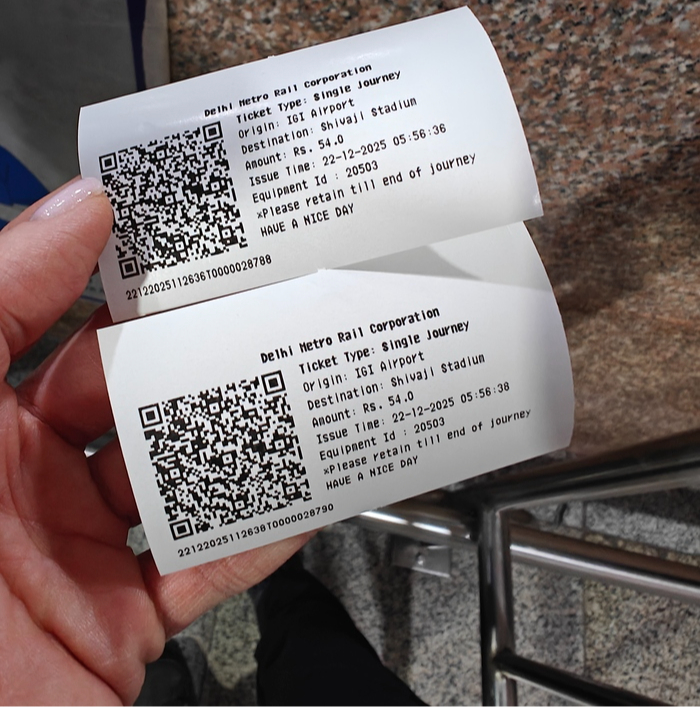 Delhi Metro Rail Corporation
Ticket Type: Single Journey
Origin: IGI Airport
Destination: Shivaji Stadium
Amount: Rs. 54.0
Issue Time: 22-12-2025 05:56:36
Equipment Id : 20503
*Please retain till end of journey
HAVE A NICE DAY
22122025112636T0000028788
Delhi Metro Rail Corporation
Ticket Type: Single Journey
Origin: IGI Airport
Destination: Shivaji Stadium
Amount: Rs. 54.0
Issue Time: 22-12-2025 05:56:38
Equipment Id : 20503
*Please retain till end of journey
HAVE A NICE DAY
22122025112638T0000028790